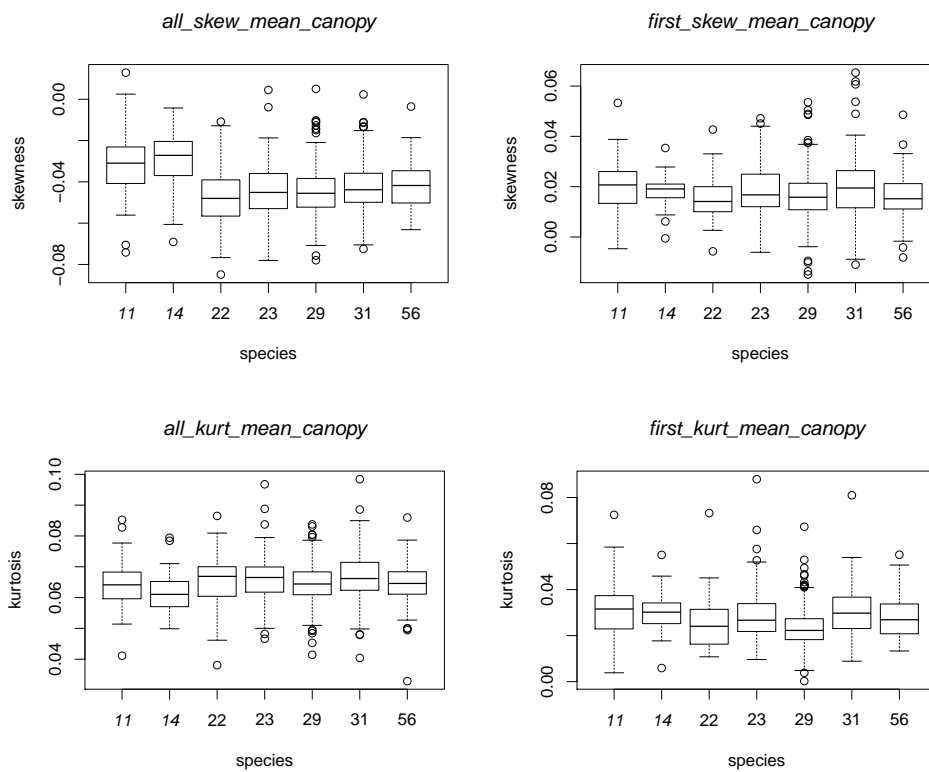 all_skew_mean_canopy
skewness
0.00
−0.04
−0.08
11 14 22 23 29 31 56
species
first_skew_mean_canopy
skewness
0.06
0.04
0.02
0.00
11 14 22 23 29 31 56
species
all_kurt_mean_canopy
kurtosis
0.10
0.08
0.06
0.04
11 14 22 23 29 31 56
species
first_kurt_mean_canopy
kurtosis
0.08
0.04
0.00
11 14 22 23 29 31 56
species